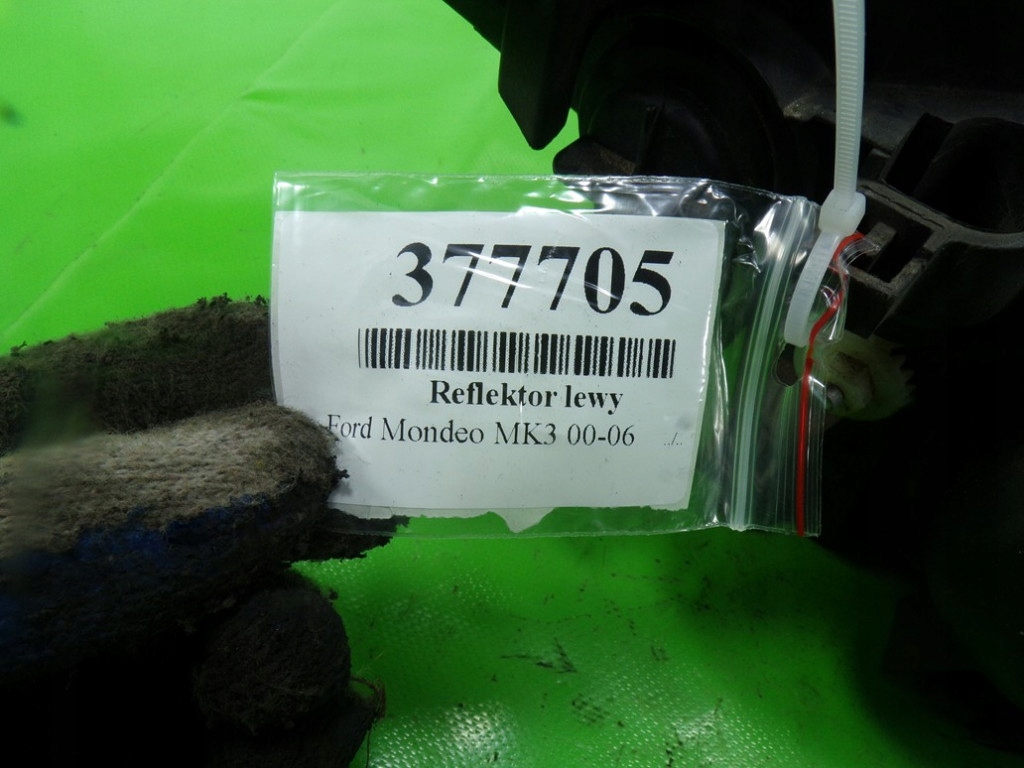 377705
Reflektor lewy
Ford Mondeo MK3 00-06 ../..